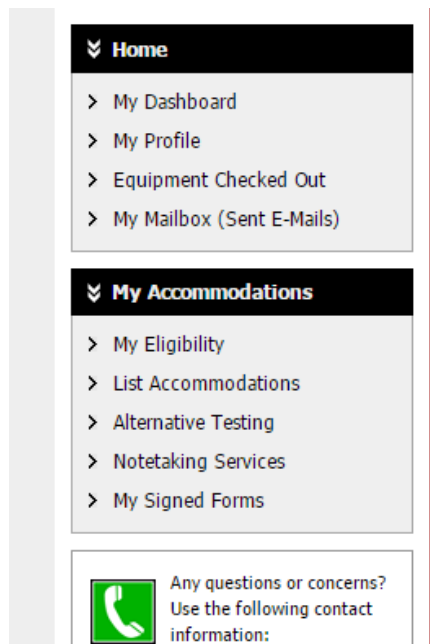 Home
My Dashboard
My Profile
Equipment Checked Out
My Mailbox (Sent E-Mails)
My Accommodations
My Eligibility
List Accommodations
Alternative Testing
Notetaking Services
My Signed Forms
Any questions or concerns?
Use the following contact
information: